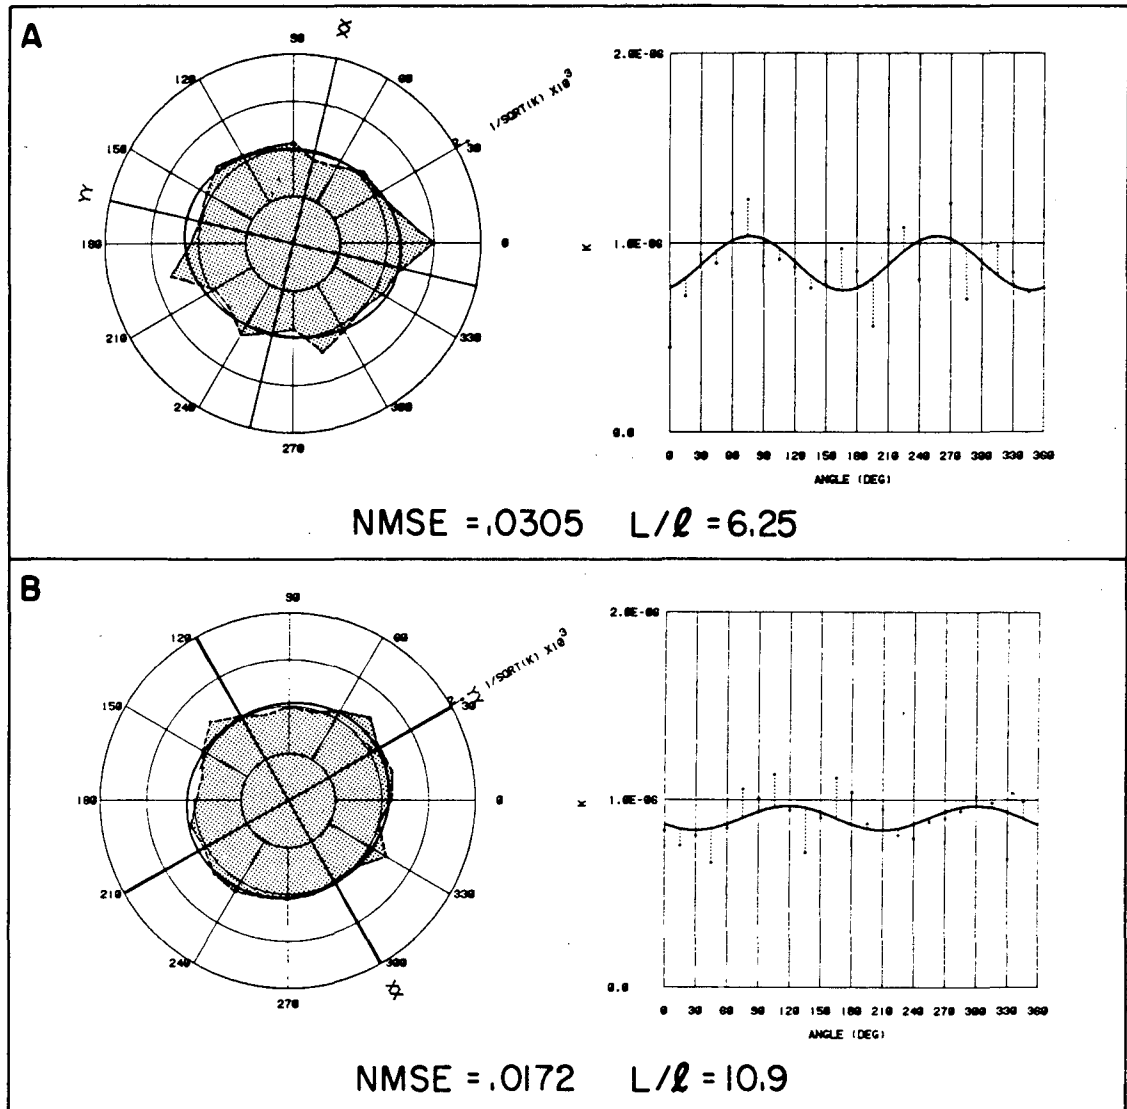 A
90
120
60
1/SQRT(K) X10³
150
2
30
180
0
210
330
240
300
270
2.0E-06
K
1.0E-06
0.0
0 30 60 90 120 150 180 210 240 270 300 330 360
ANGLE (DEG)
NMSE = .0305 L/ℓ = 6.25
B
90
120
60
1/SQRT(K) X10³
150
30
180
0
210
330
240
300
270
2.0E-06
K
1.0E-06
0.0
0 30 60 90 120 150 180 210 240 270 300 330 360
ANGLE (DEG)
NMSE = .0172 L/ℓ = 10.9